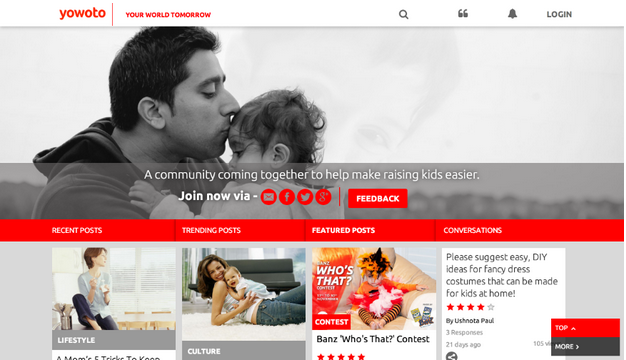 yowoto
YOUR WORLD TOMORROW
LOGIN
A community coming together to help make raising kids easier.
Join now via -
FEEDBACK
RECENT POSTS
TRENDING POSTS
FEATURED POSTS
CONVERSATIONS
LIFESTYLE
A Mom's 5 Tricks To Keep
CULTURE
BANZ
WHO'S
THAT?
CONTEST
CONTEST
Banz 'Who's That?' Contest
Please suggest easy, DIY
ideas for fancy dress
costumes that can be made
for kids at home!
By Ushnota Paul
3 Responses
21 days ago
105
TOP
MORE